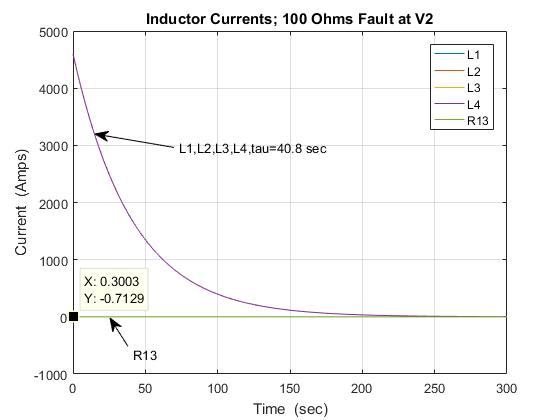 Inductor Currents; 100 Ohms Fault at V2
5000
4000
3000
2000
1000
0
-1000
Current (Amps)
L1
L2
L3
L4
R13
L1,L2,L3,L4,tau=40.8 sec
X: 0.3003
Y: -0.7129
R13
0
50
100
150
200
250
300
Time (sec)